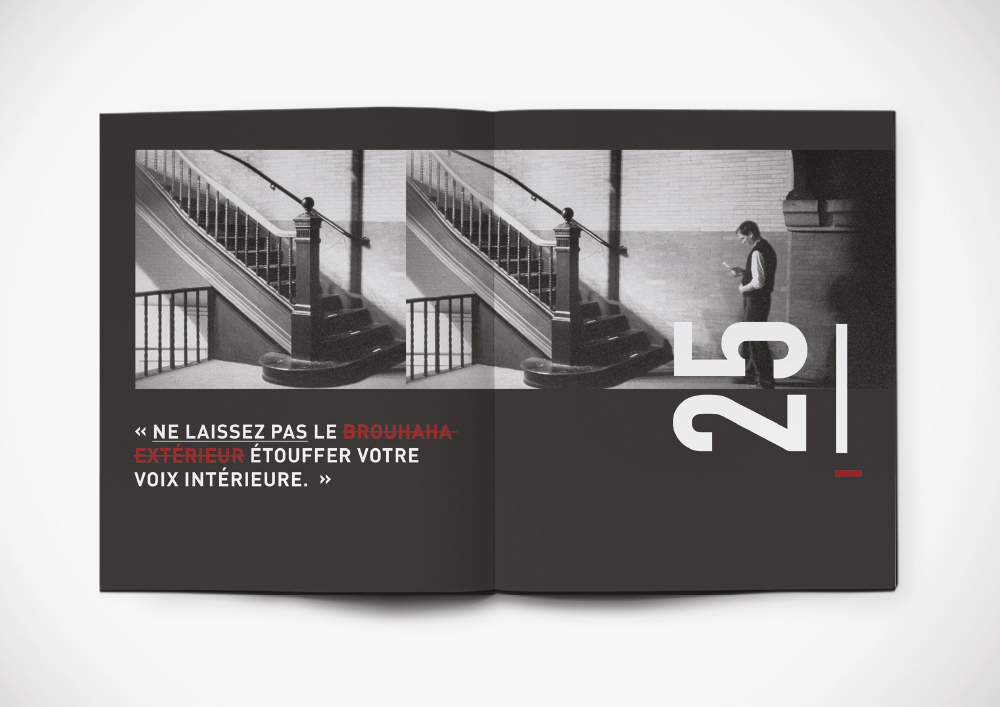 « NE LAISSEZ PAS LE BROUHAHA
EXTÉRIEUR ÉTOUFFER VOTRE
VOIX INTÉRIEURE. »
25